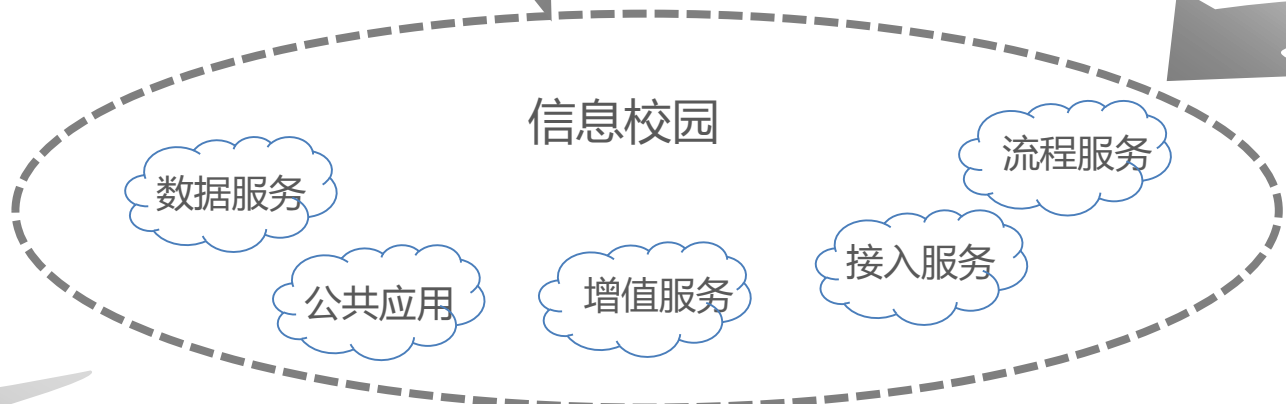 信息校园
流程服务
数据服务
接入服务
公共应用
增值服务